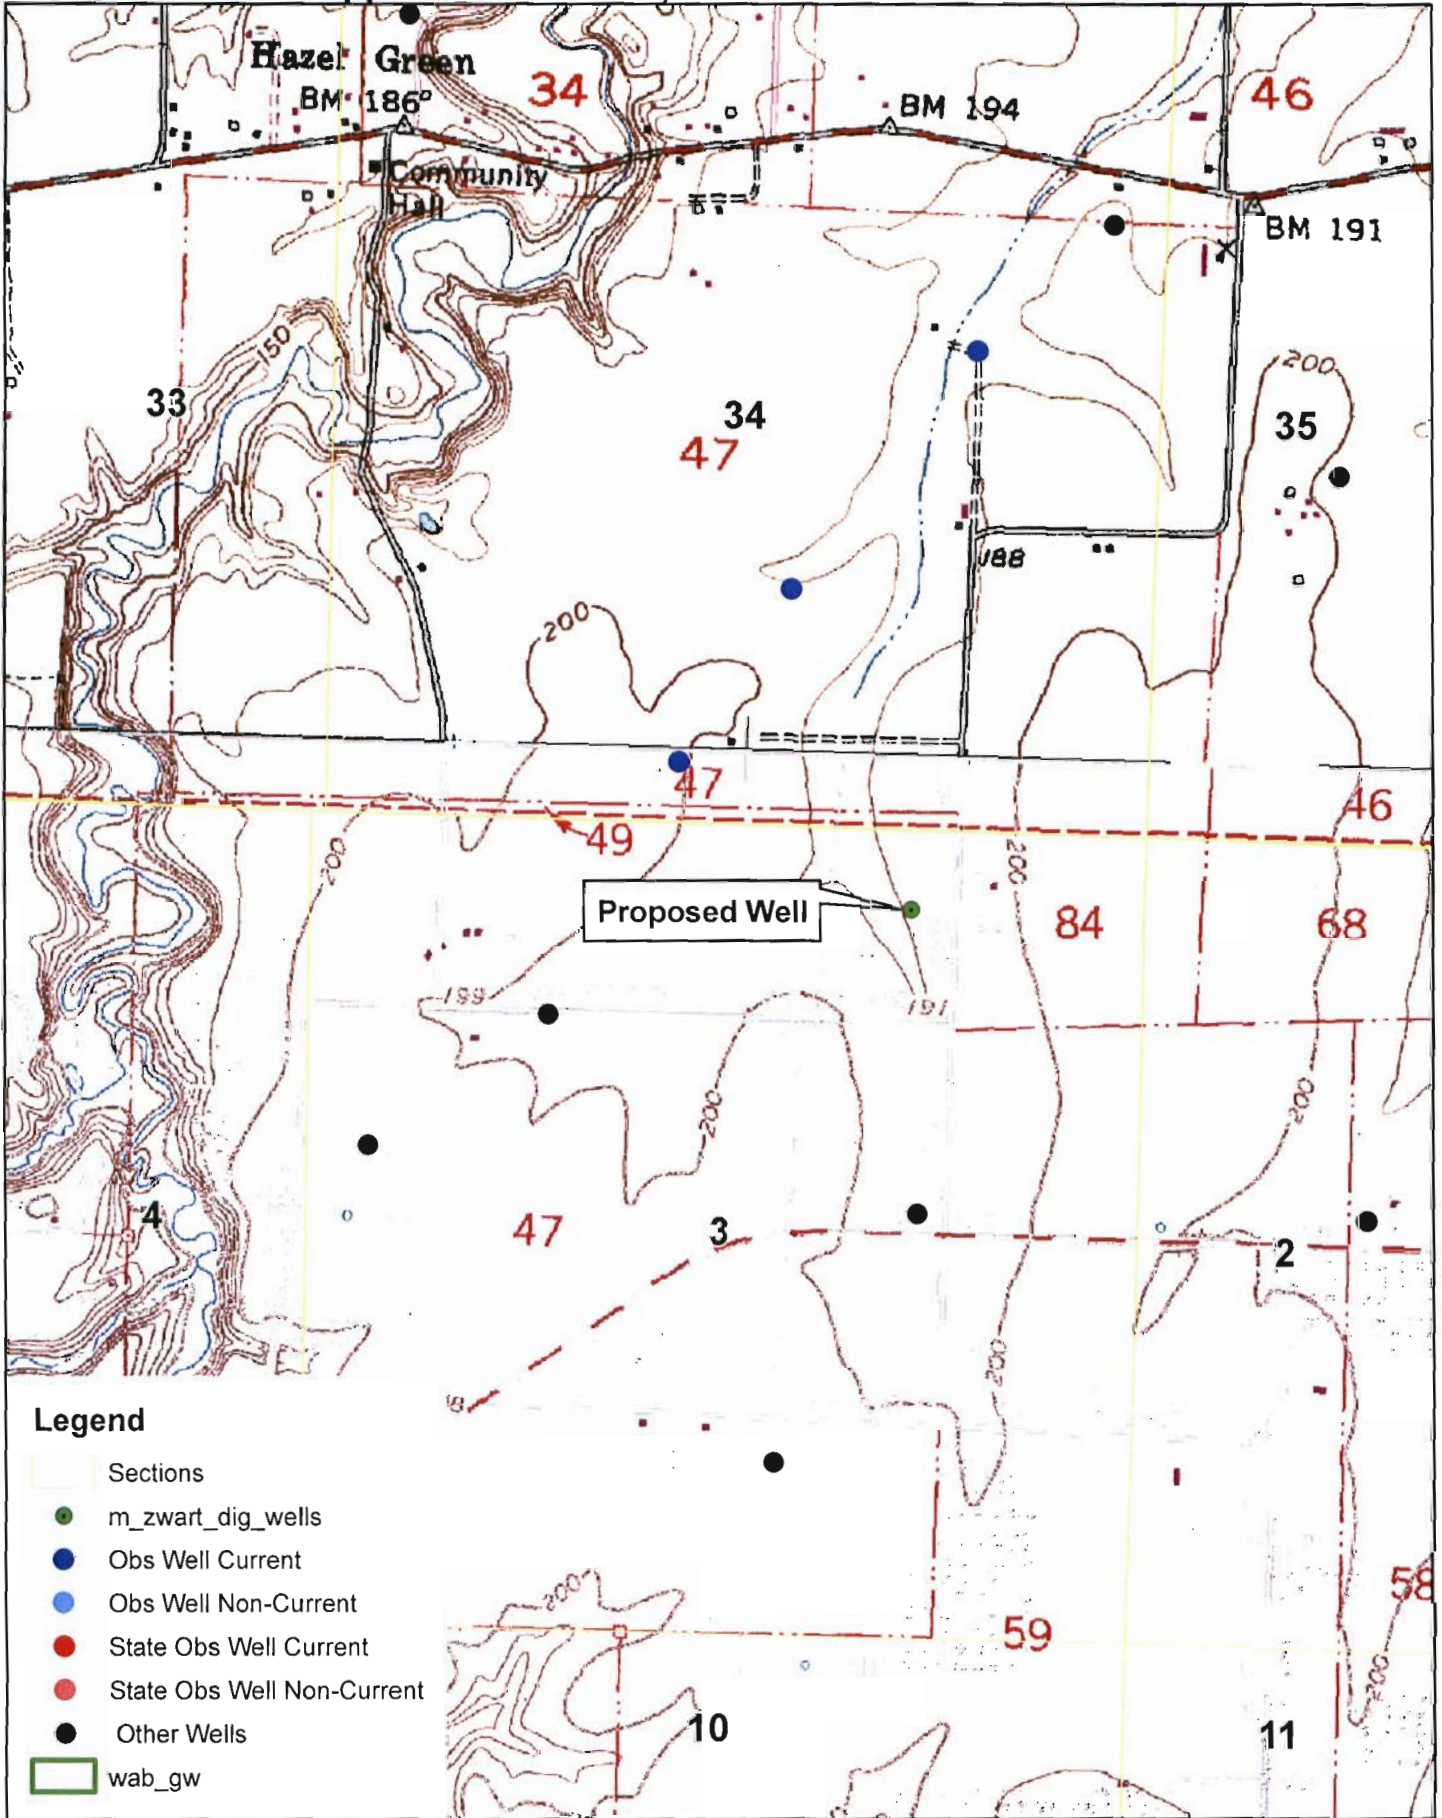 Hazel Green
34
46
BM 186
BM 194
Community
Hall
BM 191
150
200
33
34
47
35
188
200
47
46
49
200
200
Proposed Well
84
68
199
191
200
200
4
47
3
2
200
Legend
Sections
m_zwart_dig_wells
Obs Well Current
Obs Well Non-Current
State Obs Well Current
State Obs Well Non-Current
Other Wells
wab_gw
200
59
58
200
10
11